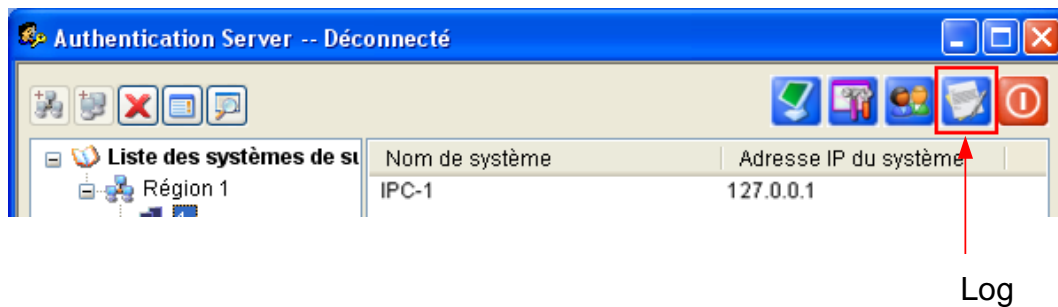 Authentication Server -- Déconnecté
Liste des systèmes de su
Nom de système
Adresse IP du système
Région 1
IPC-1
127.0.0.1
Log